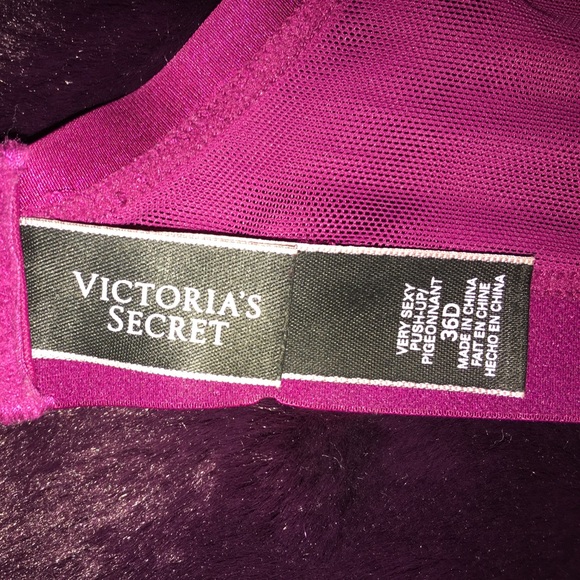 VICTORIA'S
SECRET
VERY SEXY
PUSH-UP/
PIGEONNANT
36D
MADE IN CHINA
FAIT EN CHINE
HECHO EN CHINA